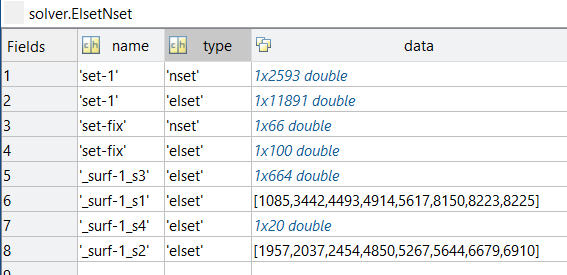 solver.ElsetNset
Fields name type data
1 'set-1' 'nset' 1x2593 double
2 'set-1' 'elset' 1x11891 double
3 'set-fix' 'nset' 1x66 double
4 'set-fix' 'elset' 1x100 double
5 '_surf-1_s3' 'elset' 1x664 double
6 '_surf-1_s1' 'elset' [1085,3442,4493,4914,5617,8150,8223,8225]
7 '_surf-1_s4' 'elset' 1x20 double
8 '_surf-1_s2' 'elset' [1957,2037,2454,4850,5267,5644,6679,6910]